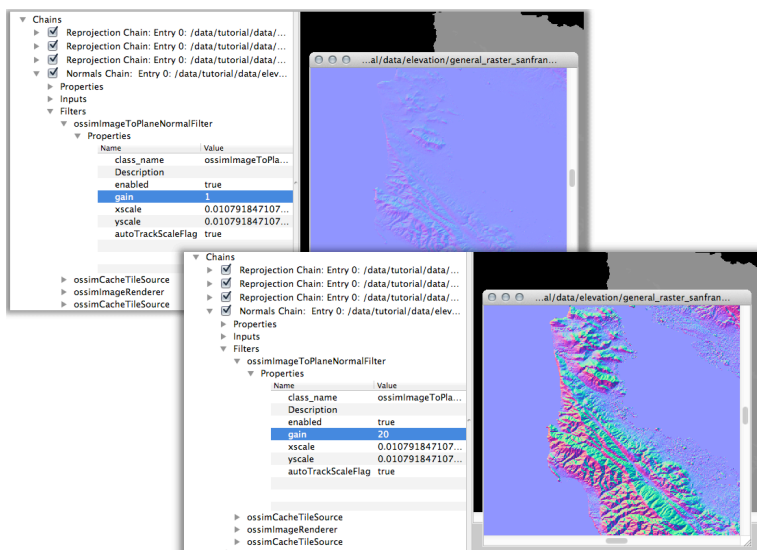 Chains
Reprojection Chain: Entry 0: /data/tutorial/data/...
Reprojection Chain: Entry 0: /data/tutorial/data/...
Reprojection Chain: Entry 0: /data/tutorial/data/...
Normals Chain: Entry 0: /data/tutorial/data/elev...
Properties
Inputs
Filters
ossimImageToPlaneNormalFilter
Properties
Name Value
class_name ossimImageToPla...
Description
enabled true
gain 1
xscale 0.010791847107...
yscale 0.010791847107...
autoTrackScaleFlag true
ossimCacheTileSource
ossimImageRenderer
ossimCacheTileSource
...al/data/elevation/general_raster_sanfran...
Chains
Reprojection Chain: Entry 0: /data/tutorial/data/...
Reprojection Chain: Entry 0: /data/tutorial/data/...
Reprojection Chain: Entry 0: /data/tutorial/data/...
Normals Chain: Entry 0: /data/tutorial/data/elev...
Properties
Inputs
Filters
ossimImageToPlaneNormalFilter
Properties
Name Value
class_name ossimImageToPla...
Description
enabled true
gain 20
xscale 0.010791847107...
yscale 0.010791847107...
autoTrackScaleFlag true
ossimCacheTileSource
ossimImageRenderer
ossimCacheTileSource
...al/data/elevation/general_raster_sanfran...